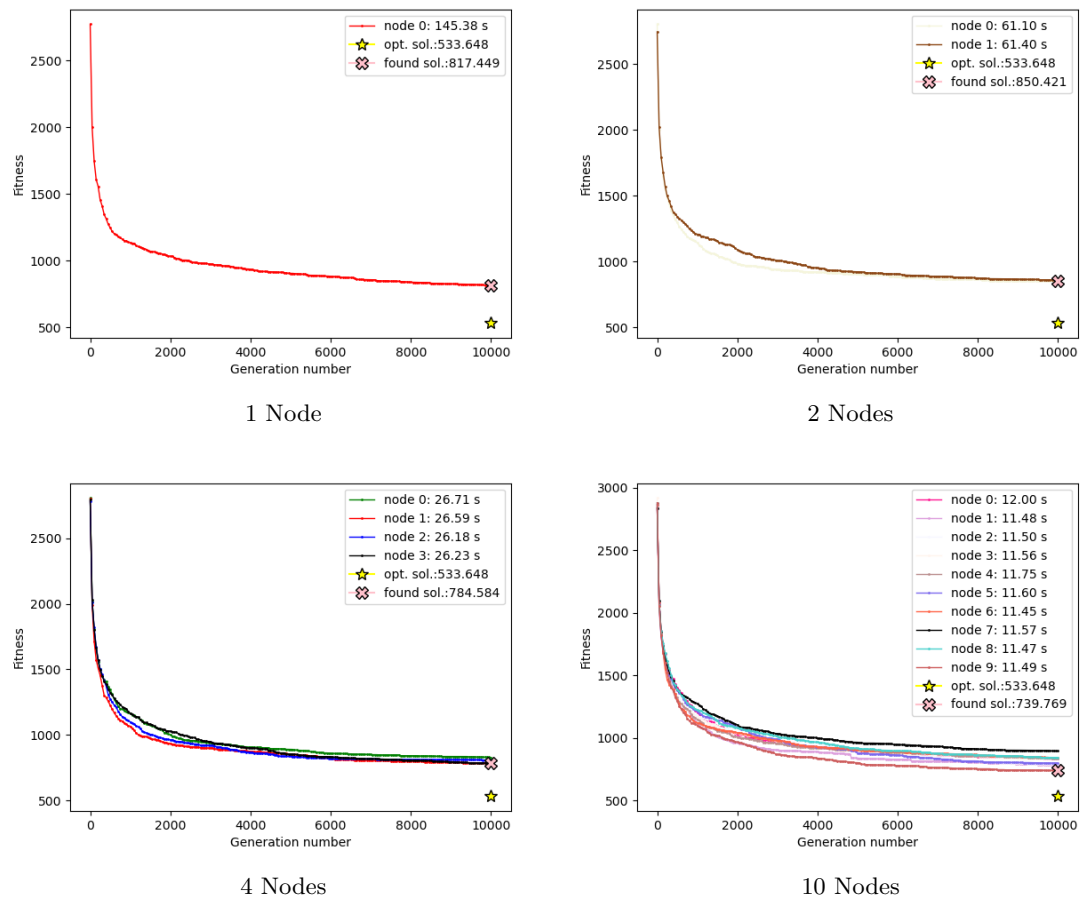 2500
2000
1500
1000
500
Fitness
0 2000 4000 6000 8000 10000
Generation number
node 0: 145.38 s
opt. sol.:533.648
found sol.:817.449
1 Node
2500
2000
1500
1000
500
Fitness
0 2000 4000 6000 8000 10000
Generation number
node 0: 61.10 s
node 1: 61.40 s
opt. sol.:533.648
found sol.:850.421
2 Nodes
2500
2000
1500
1000
500
Fitness
0 2000 4000 6000 8000 10000
Generation number
node 0: 26.71 s
node 1: 26.59 s
node 2: 26.18 s
node 3: 26.23 s
opt. sol.:533.648
found sol.:784.584
4 Nodes
3000
2500
2000
1500
1000
500
Fitness
0 2000 4000 6000 8000 10000
Generation number
node 0: 12.00 s
node 1: 11.48 s
node 2: 11.50 s
node 3: 11.56 s
node 4: 11.75 s
node 5: 11.60 s
node 6: 11.45 s
node 7: 11.57 s
node 8: 11.47 s
node 9: 11.49 s
opt. sol.:533.648
found sol.:739.769
10 Nodes